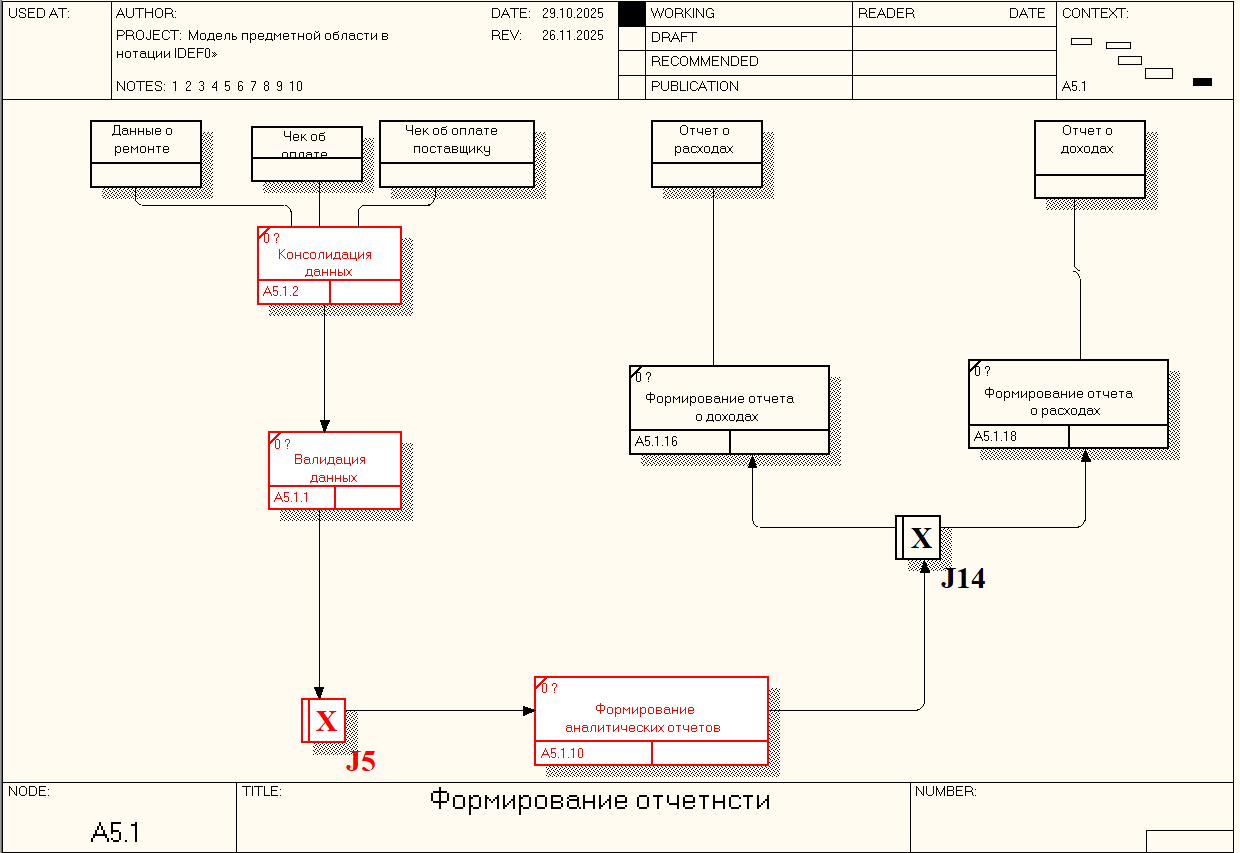 USED AT:
AUTHOR:
DATE: 29.10.2025
PROJECT: Модель предметной области в
нотации IDEF0»
REV: 26.11.2025
NOTES: 1 2 3 4 5 6 7 8 9 10
WORKING
DRAFT
RECOMMENDED
PUBLICATION
READER DATE
CONTEXT:
A5.1
Данные о
ремонте
Чек об
оплате
Чек об оплате
поставщику
Отчет о
расходах
Отчет о
доходах
0 ?
Консолидация
данных
A5.1.2
0 ?
Формирование отчета
о доходах
A5.1.16
0 ?
Формирование отчета
о расходах
A5.1.18
0 ?
Валидация
данных
A5.1.1
X
J14
X
J5
0 ?
Формирование
аналитических отчетов
A5.1.10
NODE:
A5.1
TITLE:
Формирование отчетнсти
NUMBER: